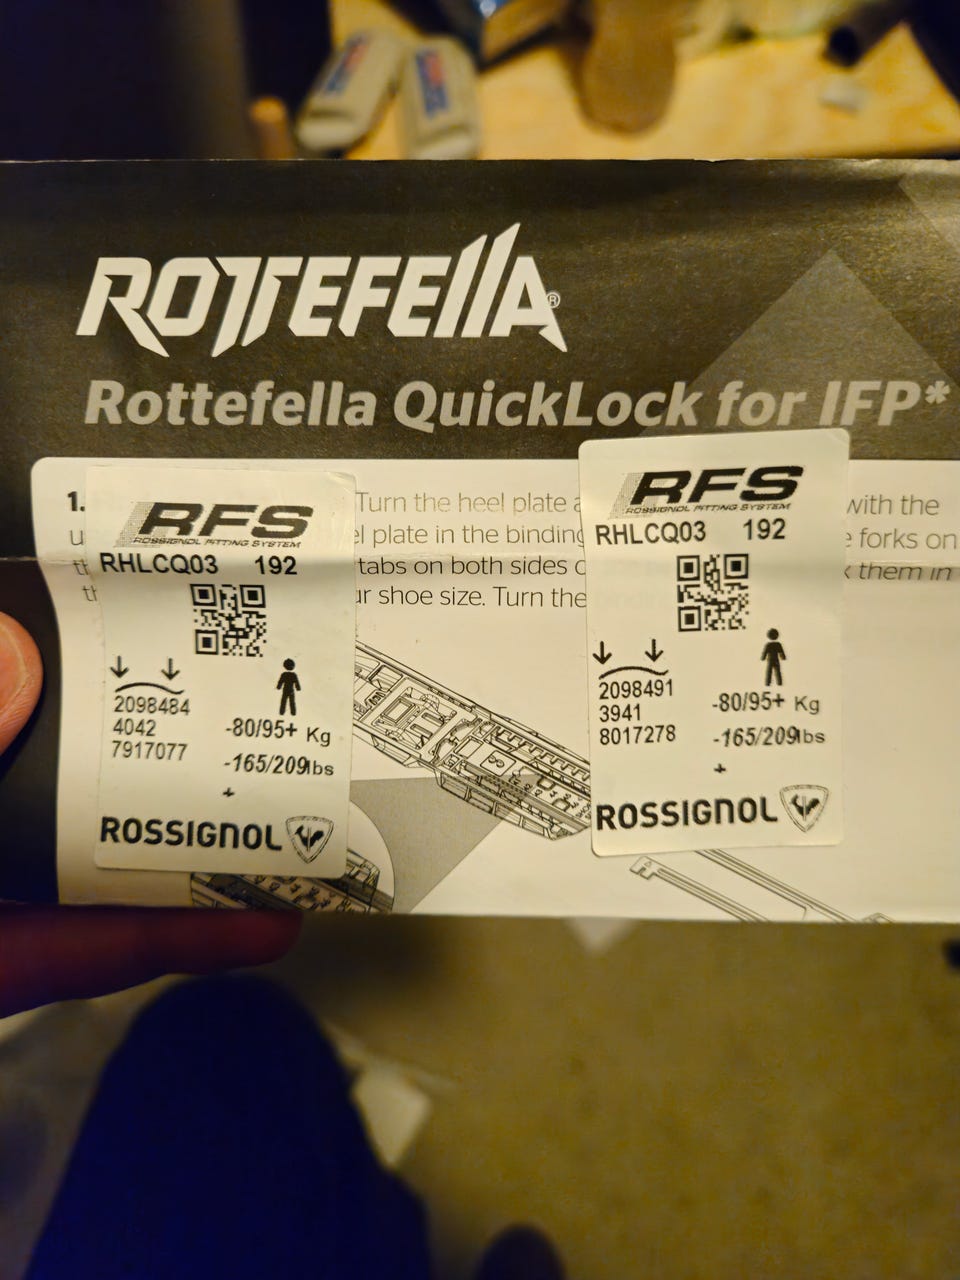 ROTTEFELLA®
Rottefella QuickLock for IFP*
1.
Turn the heel plate
with the
plate in the binding
forks on
tabs on both sides
them in
shoe size. Turn the
RFS
ROSSIGNOL FITTING SYSTEM
RHLCQ03 192
2098484
4042
7917077
-80/95+ Kg
-165/209lbs
+
ROSSIGNOL
RFS
ROSSIGNOL FITTING SYSTEM
RHLCQ03 192
2098491
3941
8017278
-80/95+ Kg
-165/209lbs
+
ROSSIGNOL